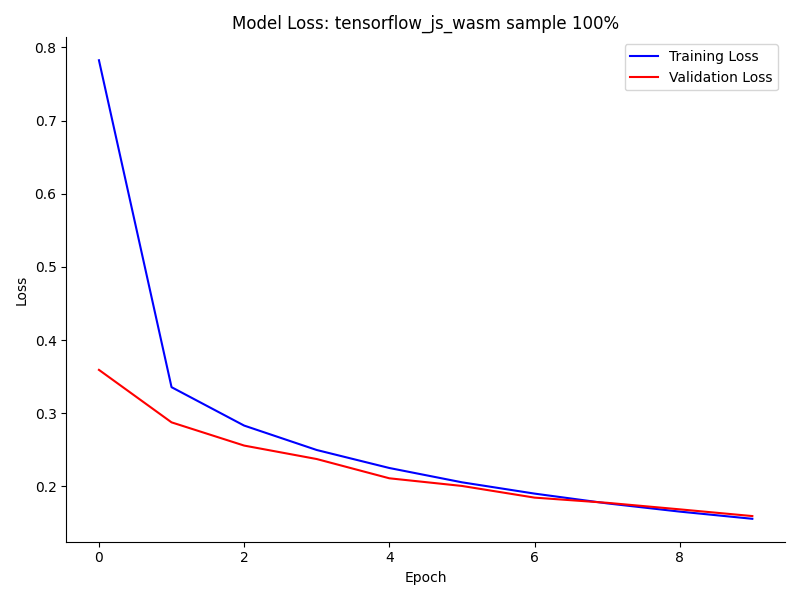 Model Loss: tensorflow_js_wasm sample 100%
Training Loss
Validation Loss
0.8
0.7
0.6
0.5
0.4
0.3
0.2
Loss
0 2 4 6 8
Epoch